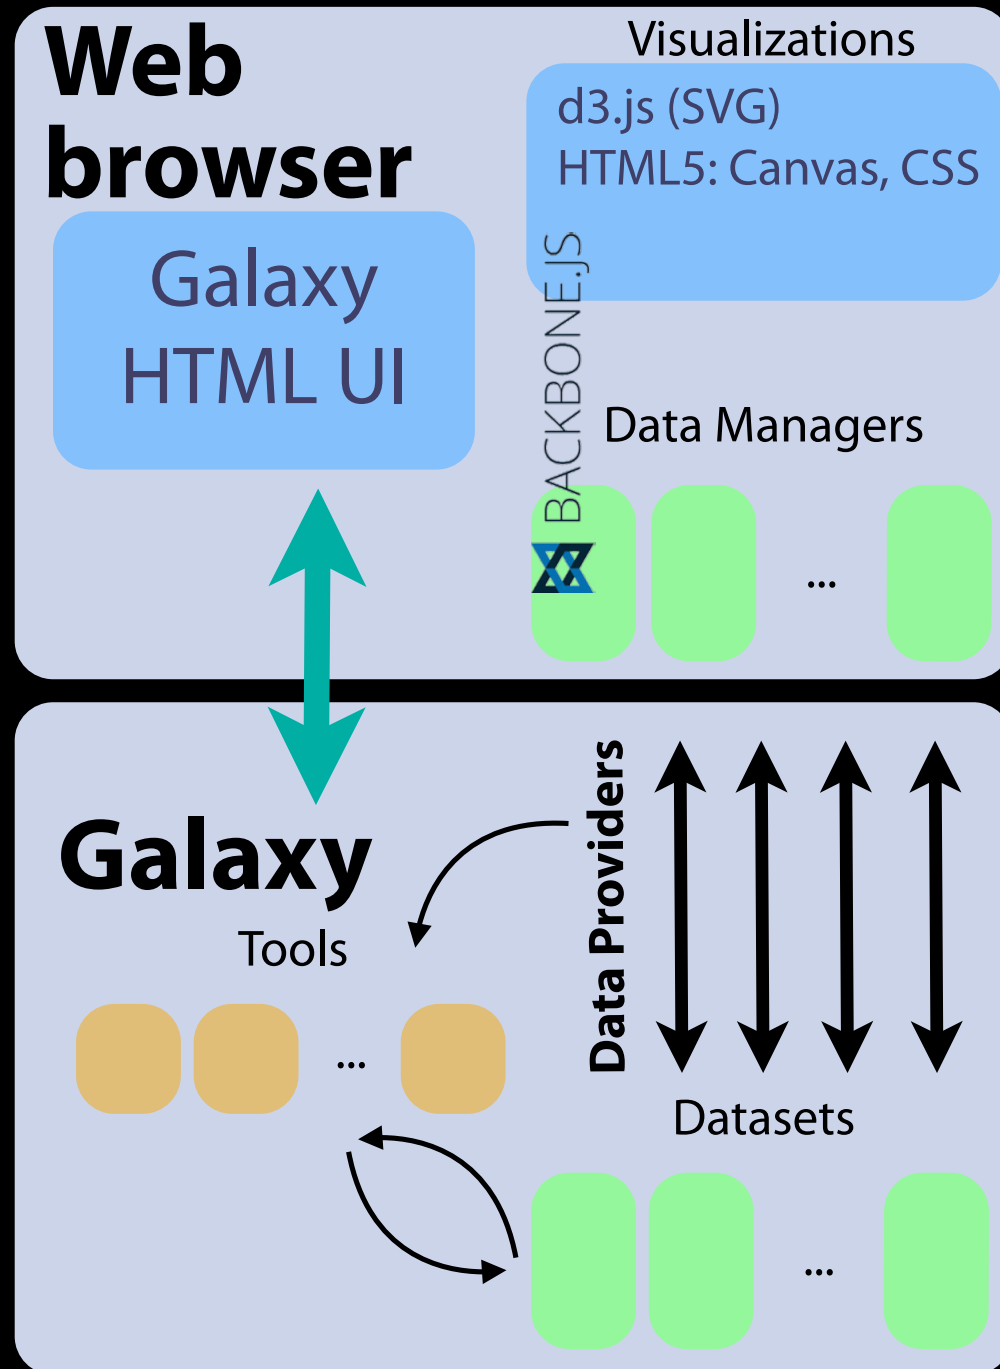 Web
browser
Visualizations
d3.js (SVG)
HTML5: Canvas, CSS
Galaxy
HTML UI
BACKBONE.JS
Data Managers
...
Galaxy
Data Providers
Tools
...
Datasets
...